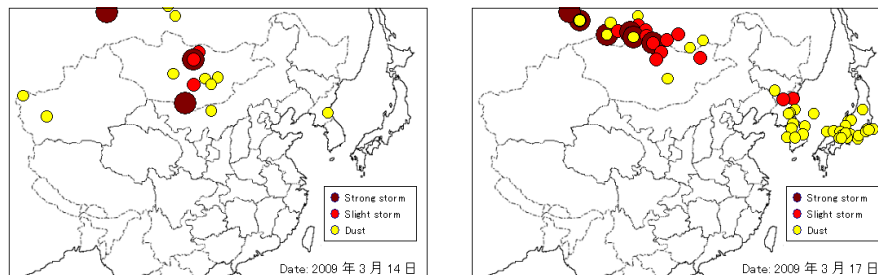 Strong storm
Slight storm
Dust
Date: 2009 年 3 月 14 日
Strong storm
Slight storm
Dust
Date: 2009 年 3 月 17 日